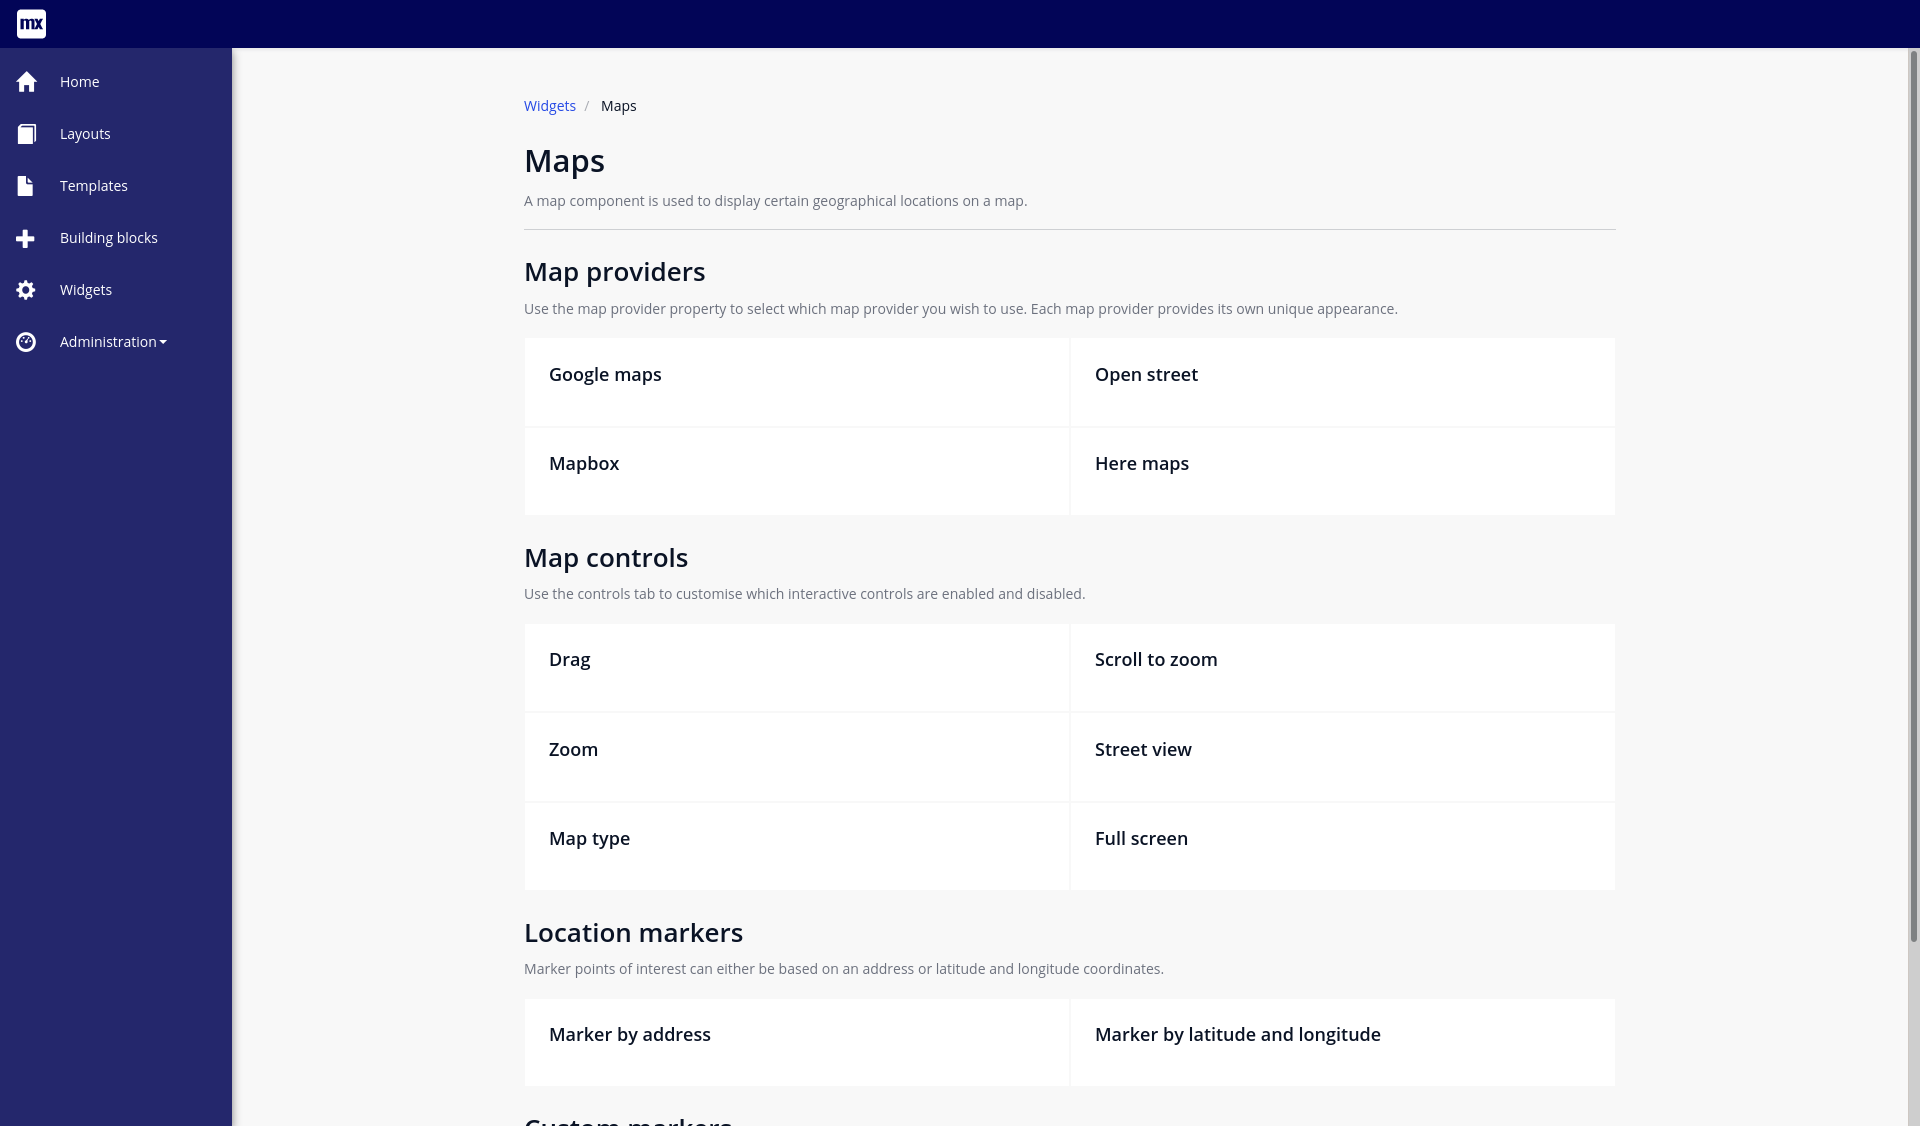 mx
Home
Layouts
Templates
Building blocks
Widgets
Administration
Widgets / Maps
Maps
A map component is used to display certain geographical locations on a map.
Map providers
Use the map provider property to select which map provider you wish to use. Each map provider provides its own unique appearance.
Google maps
Open street
Mapbox
Here maps
Map controls
Use the controls tab to customise which interactive controls are enabled and disabled.
Drag
Scroll to zoom
Zoom
Street view
Map type
Full screen
Location markers
Marker points of interest can either be based on an address or latitude and longitude coordinates.
Marker by address
Marker by latitude and longitude
Custom markers